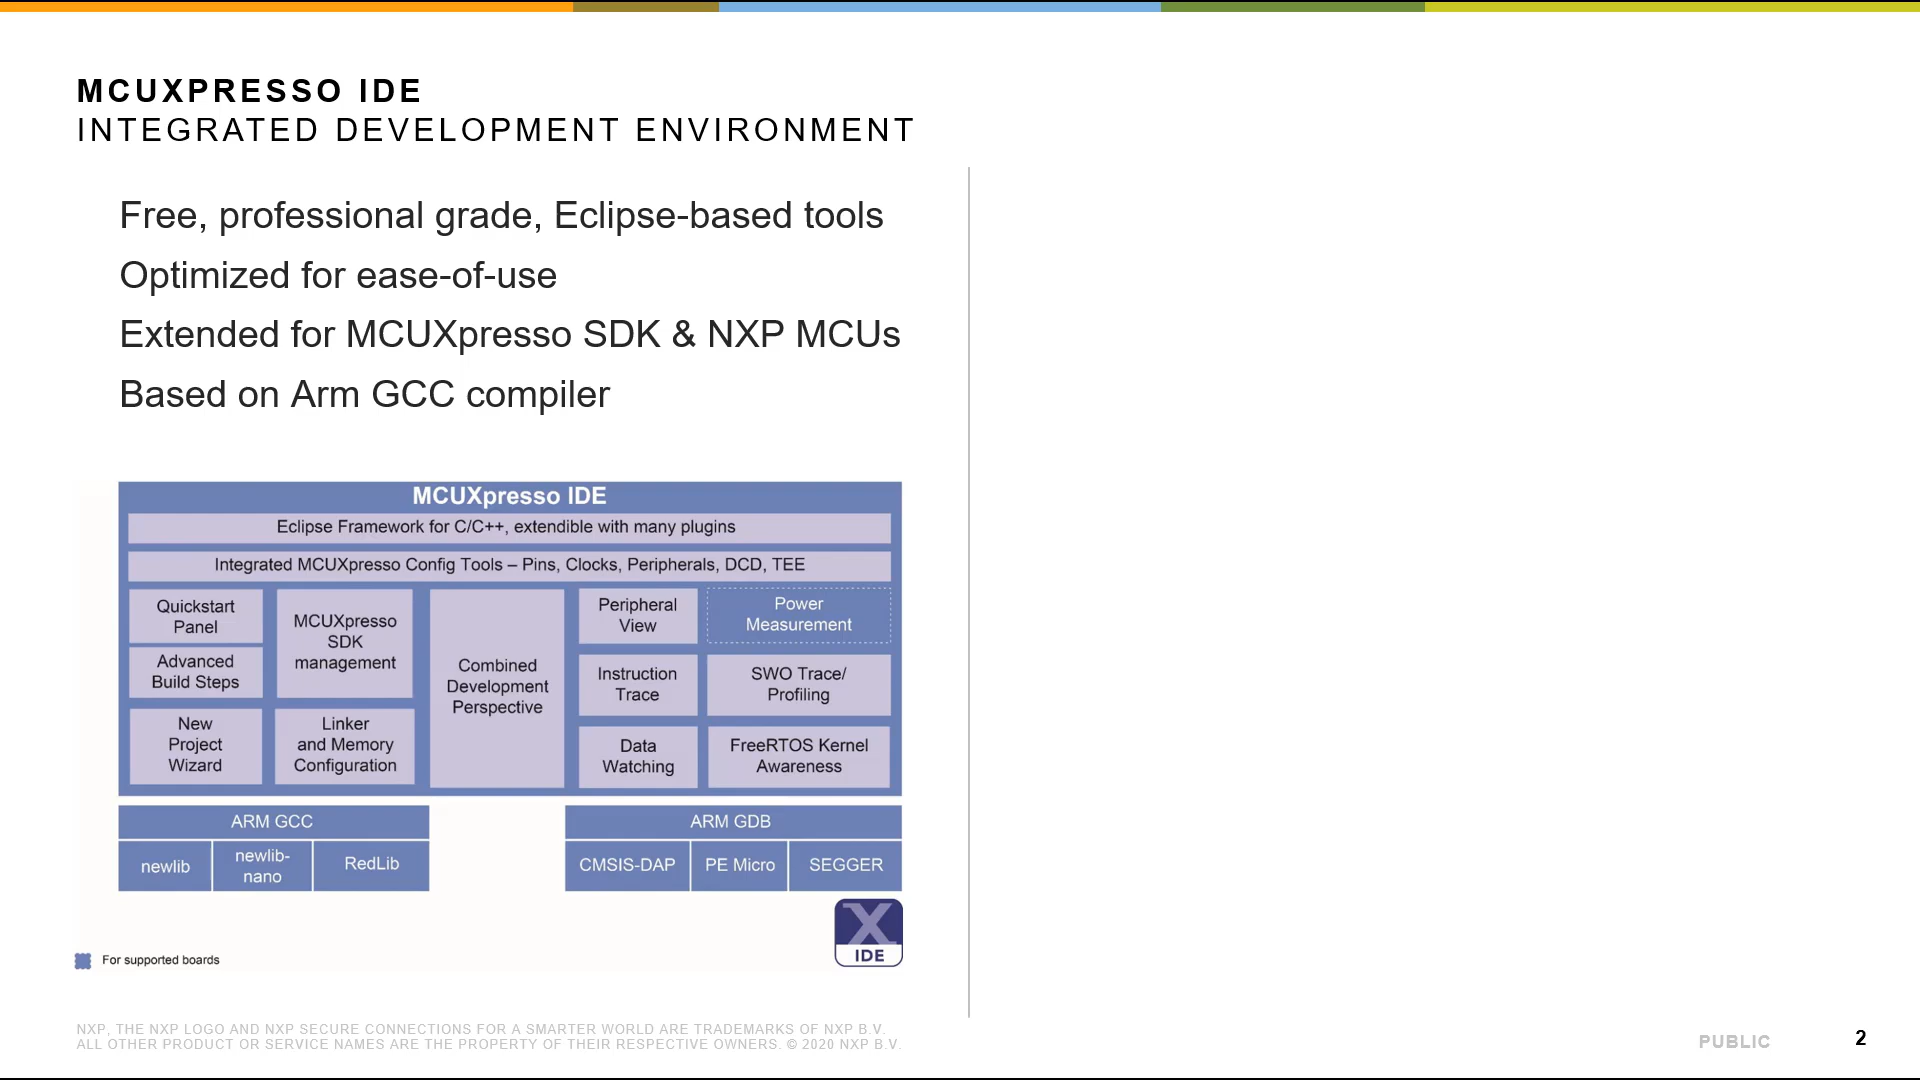 MCUXPRESSO IDE
INTEGRATED DEVELOPMENT ENVIRONMENT
Free, professional grade, Eclipse-based tools
Optimized for ease-of-use
Extended for MCUXpresso SDK & NXP MCUs
Based on Arm GCC compiler
MCUXpresso IDE
Eclipse Framework for C/C++, extendible with many plugins
Integrated MCUXpresso Config Tools – Pins, Clocks, Peripherals, DCD, TEE
Quickstart
Panel
Advanced
Build Steps
New
Project
Wizard
MCUXpresso
SDK
management
Linker
and Memory
Configuration
Combined
Development
Perspective
Peripheral
View
Instruction
Trace
Data
Watching
Power
Measurement
SWO Trace/
Profiling
FreeRTOS Kernel
Awareness
ARM GCC
newlib
newlib-
nano
RedLib
ARM GDB
CMSIS-DAP
PE Micro
SEGGER
X
IDE
For supported boards
NXP, THE NXP LOGO AND NXP SECURE CONNECTIONS FOR A SMARTER WORLD ARE TRADEMARKS OF NXP B.V.
ALL OTHER PRODUCT OR SERVICE NAMES ARE THE PROPERTY OF THEIR RESPECTIVE OWNERS. © 2020 NXP B.V.
PUBLIC
2